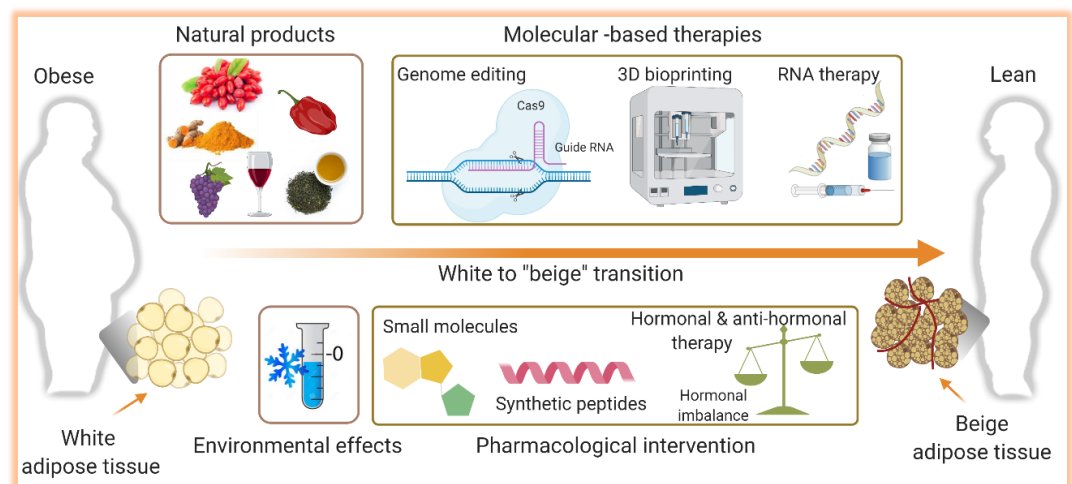 Natural products
Molecular -based therapies
Obese
Genome editing
3D bioprinting
RNA therapy
Lean
Cas9
Guide RNA
White to "beige" transition
Small molecules
Hormonal & anti-hormonal
therapy
-0
Synthetic peptides
Hormonal
imbalance
White
adipose tissue
Environmental effects
Pharmacological intervention
Beige
adipose tissue